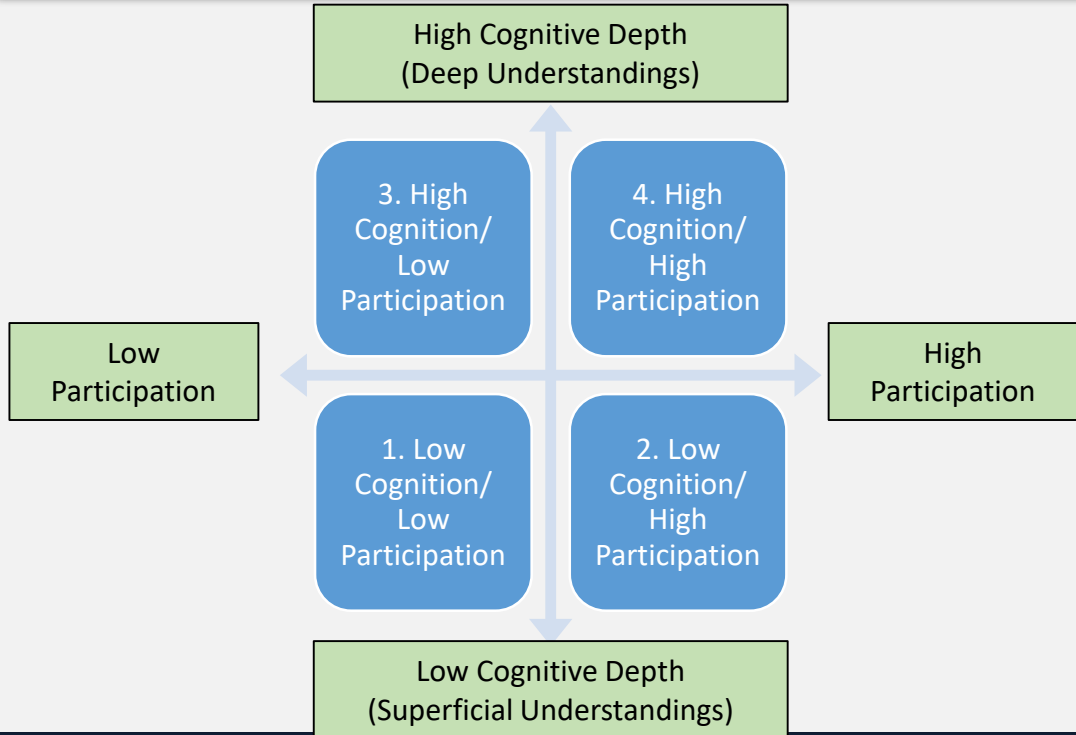 High Cognitive Depth
(Deep Understandings)
3. High
Cognition/
Low
Participation
4. High
Cognition/
High
Participation
Low
Participation
High
Participation
1. Low
Cognition/
Low
Participation
2. Low
Cognition/
High
Participation
Low Cognitive Depth
(Superficial Understandings)